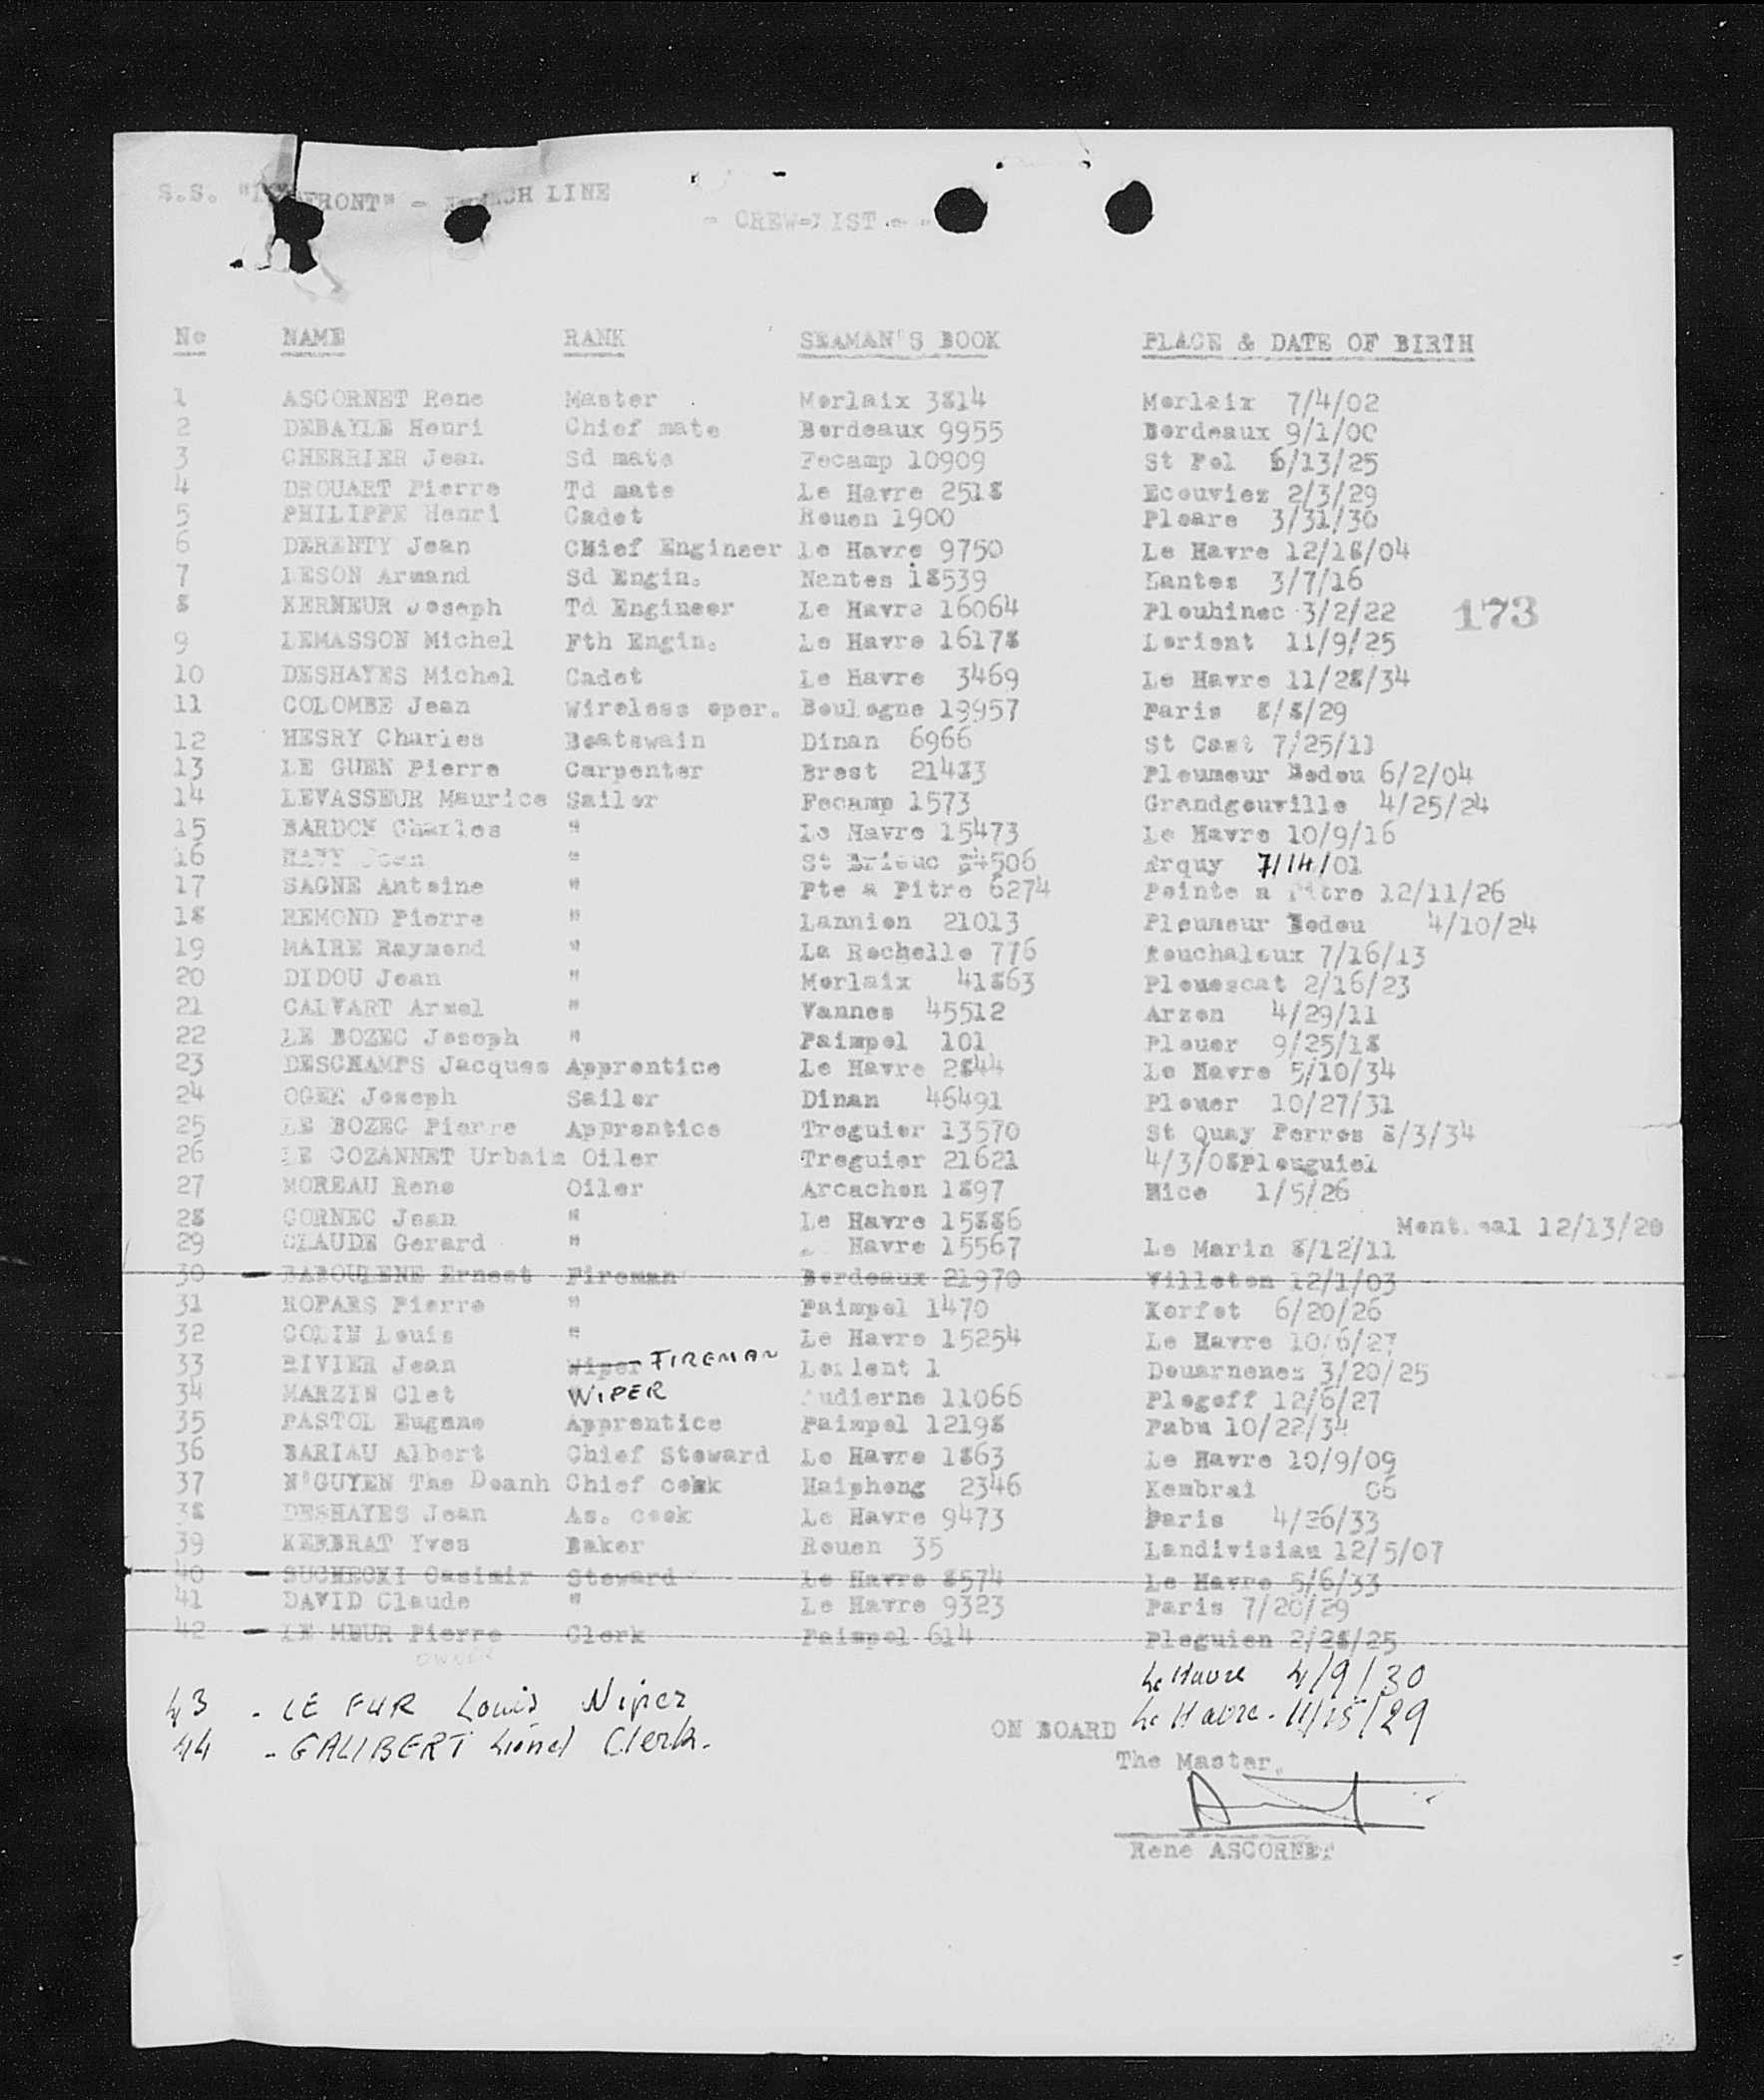 S.S. " FRONT" - FRENCH LINE
- CREW-LIST - -
No NAME RANK SEAMAN'S BOOK PLACE & DATE OF BIRTH
1 ASCORNET Rene Master Morlaix 3814 Morlaix 7/4/02
2 DEBAYLE Henri Chief mate Bordeaux 9955 Bordeaux 9/1/00
3 CHERRIER Jean Sd mate Fecamp 10909 St Pol 6/13/25
4 DROUART Pierre Td mate Le Havre 2518 Ecouviez 2/3/29
5 PHILIPPE Henri Cadet Rouen 1900 Ploare 3/31/30
6 DERENTY Jean CHief Engineer Le Havre 9750 Le Havre 12/18/04
7 LESON Armand Sd Engin. Nantes 18539 Nantes 3/7/16
8 KERNEUR Joseph Td Engineer Le Havre 16064 Plouhinec 3/2/22
173
9 LEMASSON Michel Fth Engin. Le Havre 16178 Lorient 11/9/25
10 DESHAYES Michel Cadet Le Havre 3469 Le Havre 11/28/34
11 COLOMBE Jean Wireless oper. Boulogne 19957 Paris 8/8/29
12 HESRY Charles Boatswain Dinan 6966 St Cast 7/25/11
13 LE GUEN Pierre Carpenter Brest 21483 Pleumeur Bodou 6/2/04
14 LEVASSEUR Maurice Sailor Fecamp 1573 Grandgouville 4/25/24
15 BARDON Charles " Le Havre 15473 Le Havre 10/9/16
16 Jean " St Brieuc 4506 Erquy 7/14/01
17 SAGNE Antoine " Pte a Pitre 6274 Pointe a Pitre 12/11/26
18 REMOND Pierre " Lannion 21013 Pleumeur Bodou 4/10/24
19 MAIRE Raymond " La Rochelle 776 Rouchaloux 7/16/13
20 DIDOU Jean " Morlaix 41863 Plouescat 2/16/23
21 CALVART Armel " Vannes 45512 Arzon 4/29/11
22 LE BOZEC Joseph " Paimpol 101 Plouer 9/25/18
23 DESCHAMPS Jacques Apprentice Le Havre 2844 Le Havre 5/10/34
24 OGER Joseph Sailor Dinan 46491 Plouer 10/27/31
25 LE BOZEC Pierre Apprentice Treguier 13570 St Quay Perros 8/3/34
26 LE COZANNET Urbain Oiler Treguier 21621 4/3/08Plouguiel
27 MOREAU Rene Oiler Arcachon 1897 Nice 1/5/26
28 CORNEC Jean " Le Havre 15886 Montreal 12/13/20
29 CLAUDE Gerard " Havre 15567 Le Marin 8/12/11
30 - BABOULENE Ernest Fireman Bordeaux 21970 Villeton 12/1/03
31 ROPARS Pierre " Paimpol 1470 Kerfot 6/20/26
32 COLIN Louis " Le Havre 15254 Le Havre 10/6/27
33 RIVIER Jean Wiper FIREMAN Lorient 1 Douarnenez 3/20/25
34 MARZIN Clet WIPER Audierne 11066 Plogoff 12/6/27
35 PASTOL Eugene Apprentice Paimpol 12198 Pabu 10/22/34
36 BARIAU Albert Chief Steward Le Havre 1863 Le Havre 10/9/09
37 N'GUYEN The Doanh Chief cook Haiphong 2346 Kembrai 06
38 DESHAYES Jean As. cook Le Havre 9473 Paris 4/26/33
39 KERBRAT Yves Baker Rouen 35 Landivisiau 12/5/07
40 - SUCHECKI Casimir Steward Le Havre 8574 Le Havre 5/6/33
41 DAVID Claude " Le Havre 9323 Paris 7/20/29
42 - LE MEUR Pierre Clerk Paimpol 614 Pleguien 2/28/25
OWNER
43 - LE FUR Louis Wiper Le Havre 4/9/30
44 - GALIBERT Lionel Clerk. Le Havre - 11/15/29
ON BOARD
The Master.
Rene ASCORNET